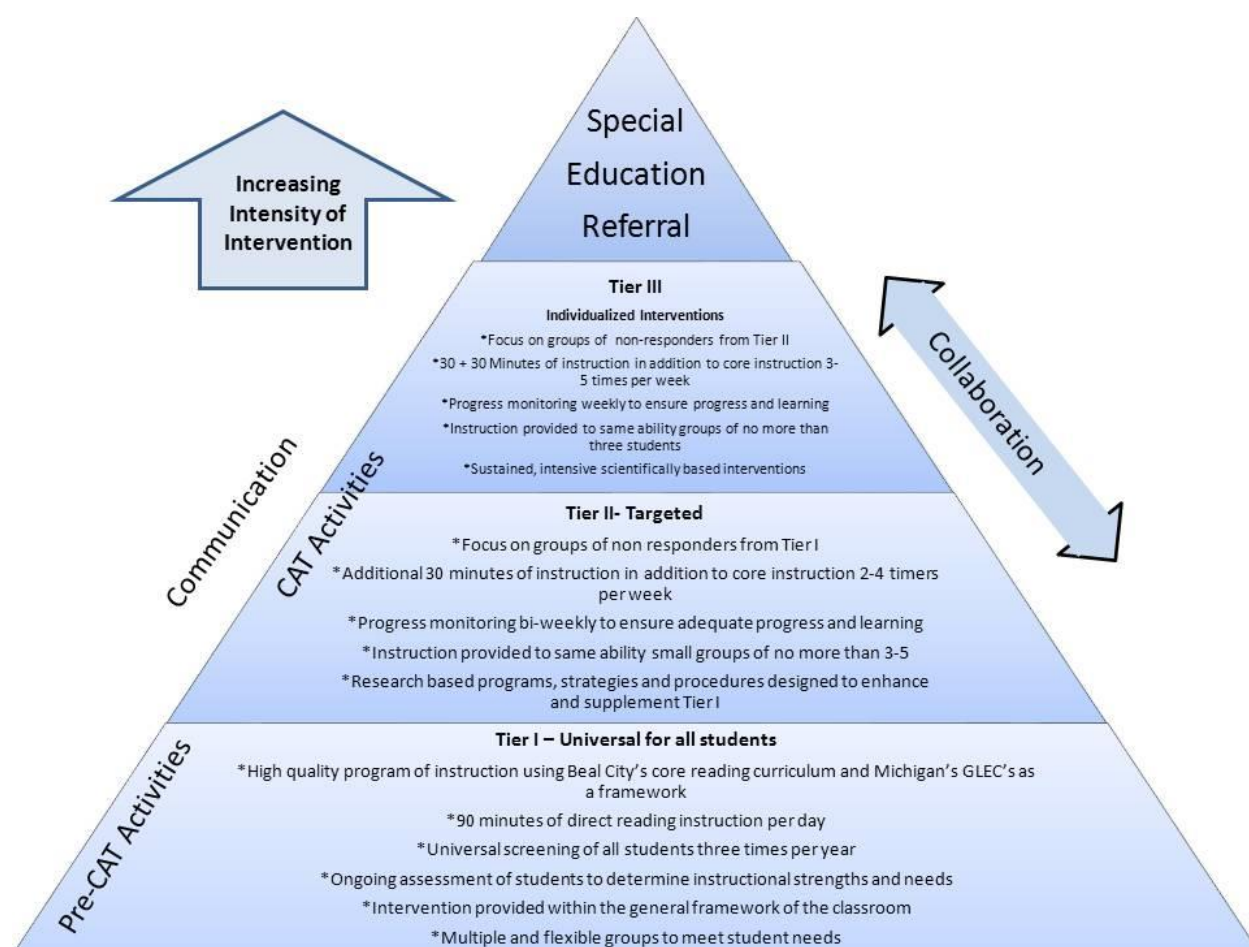 Special
Education
Referral
Increasing
Intensity of
Intervention
Tier III
Individualized Interventions
*Focus on groups of non-responders from Tier II
*30 + 30 Minutes of instruction in addition to core instruction 3-
5 times per week
*Progress monitoring weekly to ensure progress and learning
*Instruction provided to same ability groups of no more than
three students
*Sustained, intensive scientifically based interventions
Collaboration
Communication
CAT Activities
Tier II- Targeted
*Focus on groups of non responders from Tier I
*Additional 30 minutes of instruction in addition to core instruction 2-4 timers
per week
*Progress monitoring bi-weekly to ensure adequate progress and learning
*Instruction provided to same ability small groups of no more than 3-5
*Research based programs, strategies and procedures designed to enhance
and supplement Tier I
Pre-CAT Activities
Tier I – Universal for all students
*High quality program of instruction using Beal City's core reading curriculum and Michigan's GLEC's as
a framework
*90 minutes of direct reading instruction per day
*Universal screening of all students three times per year
*Ongoing assessment of students to determine instructional strengths and needs
*Intervention provided within the general framework of the classroom
*Multiple and flexible groups to meet student needs